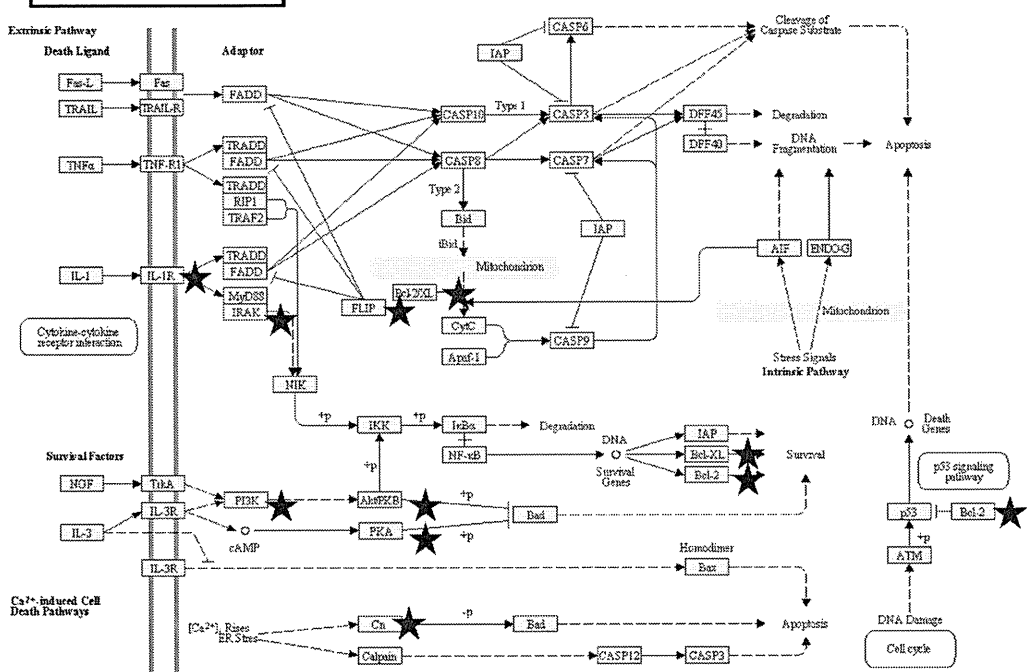 Extrinsic Pathway
Death Ligand
Adaptor
Fas-L
Fas
FADD
TRAIL
TRAIL-R
TNFα
TNF-R1
TRADD
FADD
TRADD
RIP1
TRAF2
IL-1
IL-1R
TRADD
FADD
MyD88
IRAK
Cytokine-cytokine
receptor interaction
NIK
FLIP
CASP10
Type 1
CASP8
Type 2
Bid
tBid
Mitochondrion
Bcl-2/XL
CytC
Apaf-1
CASP9
IAP
CASP6
CASP3
CASP7
IAP
Cleavage of
Caspase Substrate
DFF45
Degradation
DFF40
DNA
Fragmentation
Apoptosis
AIF
ENDO-G
Mitochondrion
Stress Signals
Intrinsic Pathway
+p
IKK
+p
IκBα
Degradation
NF-κB
DNA
Survival
Genes
IAP
Bcl-XL
Bcl-2
Survival
DNA
Death
Genes
p53 signaling
pathway
p53
Bcl-2
+p
ATM
DNA Damage
Cell cycle
Survival Factors
NGF
TrkA
PI3K
+p
Akt/PKB
+p
IL-3
IL-3R
cAMP
PKA
+p
Bad
IL-3R
Homodimer
Bax
Ca2+-induced Cell
Death Pathways
[Ca2+]i Rises
ER Stress
Cn
-p
Bad
Apoptosis
Calpain
CASP12
CASP3